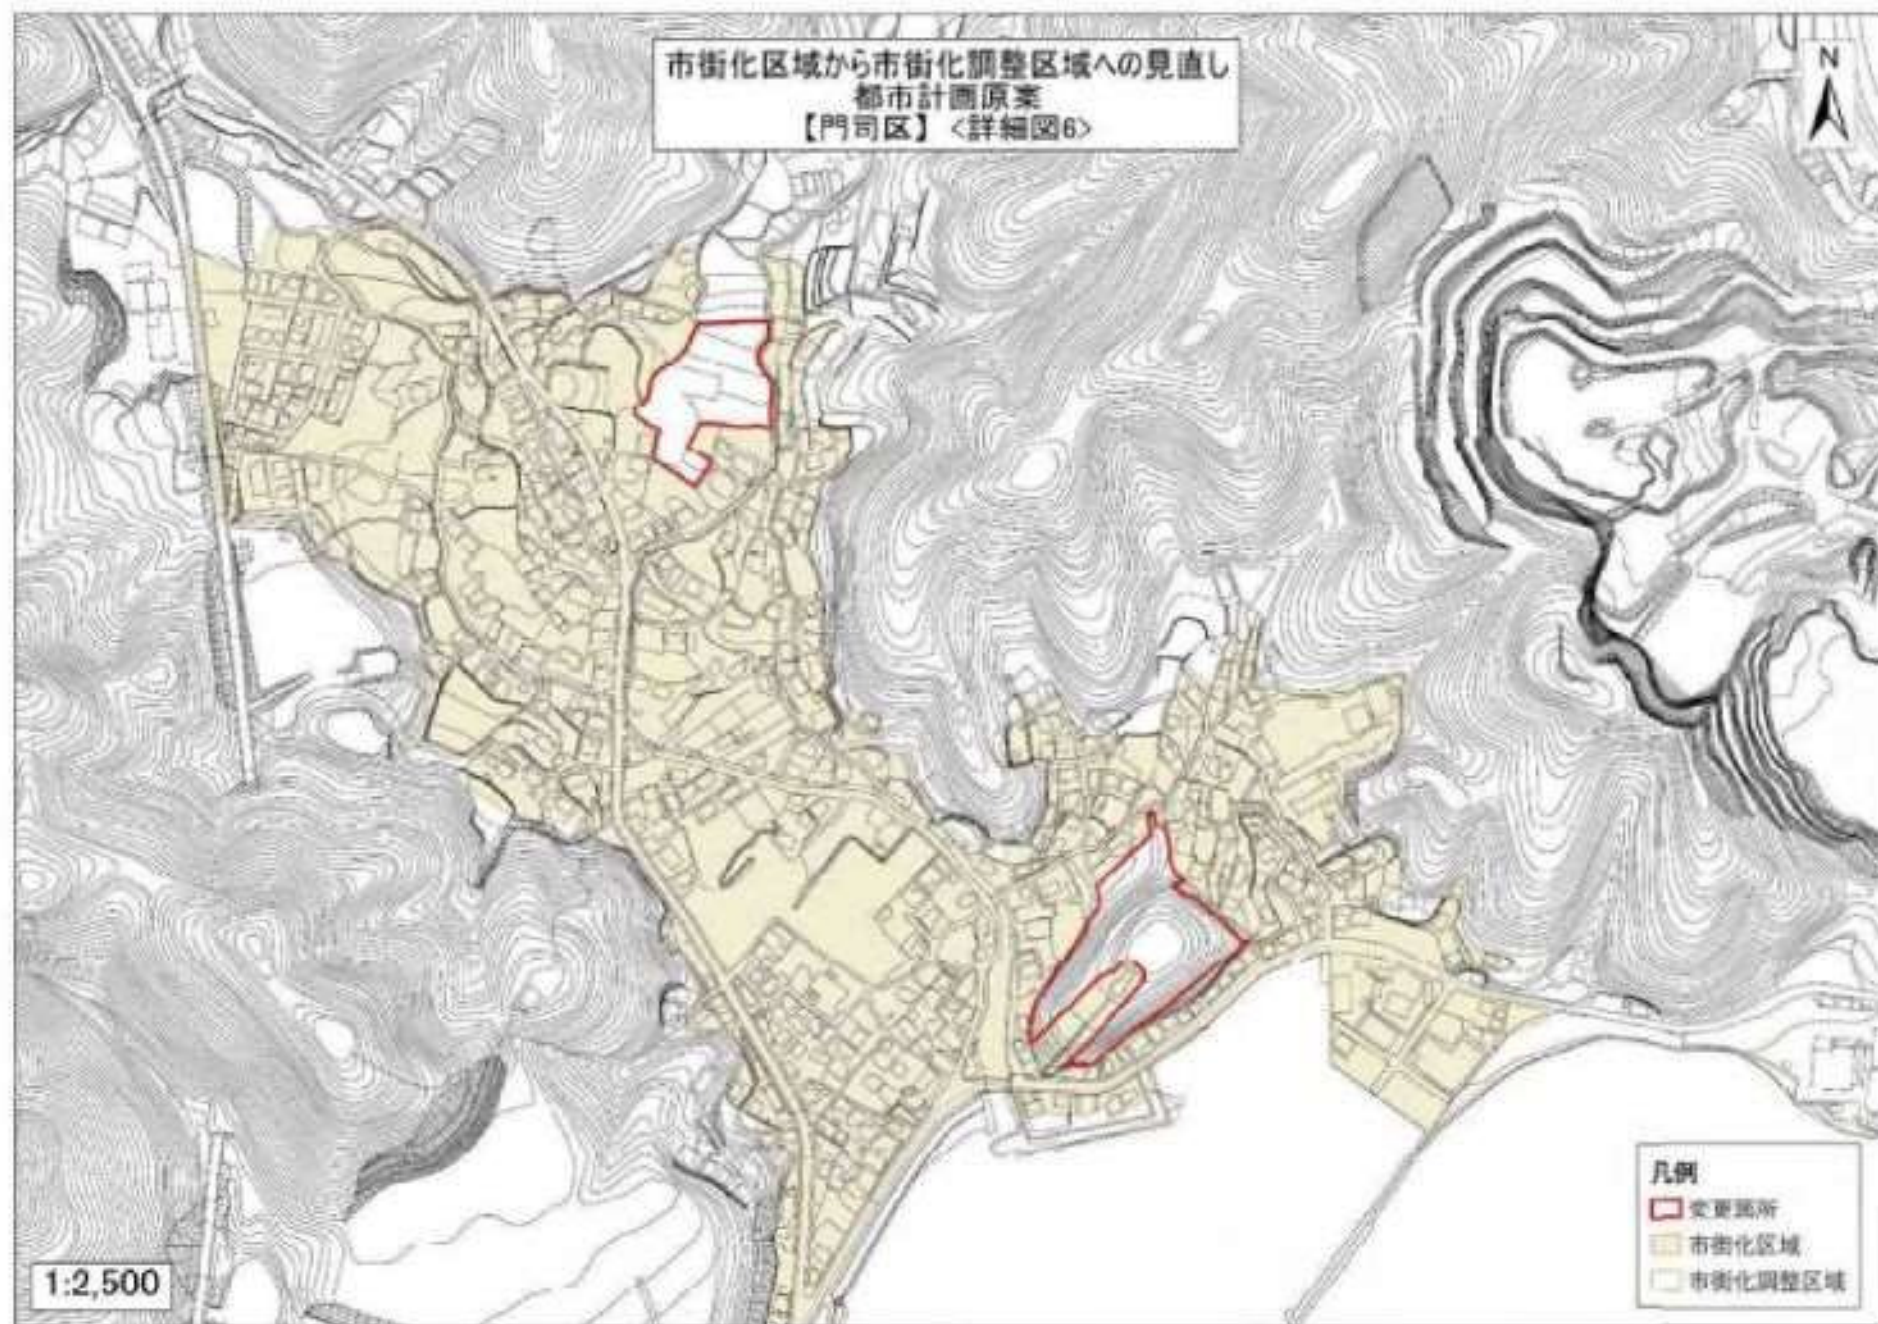 市街化区域から市街化調整区域への見直し
都市計画原案
【門司区】<詳細図6>
N
凡例
変更箇所
市街化区域
市街化調整区域
1:2,500